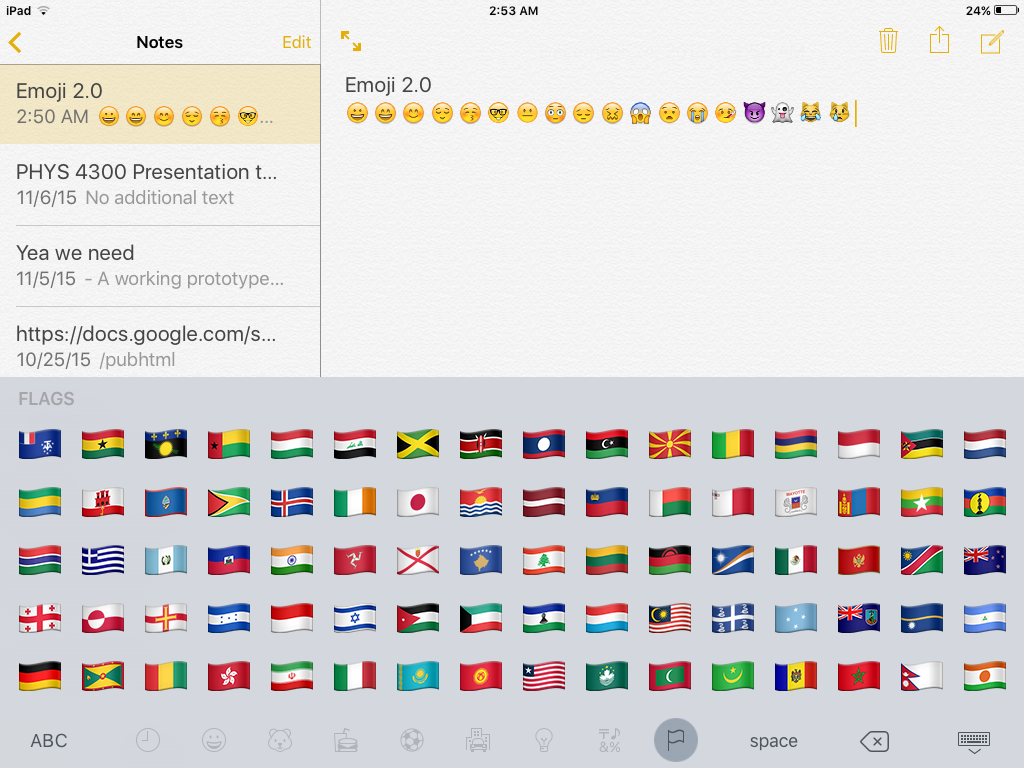 iPad 2:53 AM 24%
Notes Edit
Emoji 2.0
2:50 AM 😀😄😊😌😚🤓...
PHYS 4300 Presentation t...
11/6/15 No additional text
Yea we need
11/5/15 - A working prototype...
https://docs.google.com/s...
10/25/15 /pubhtml
Emoji 2.0
FLAGS
MAYOTTE
ABC
space